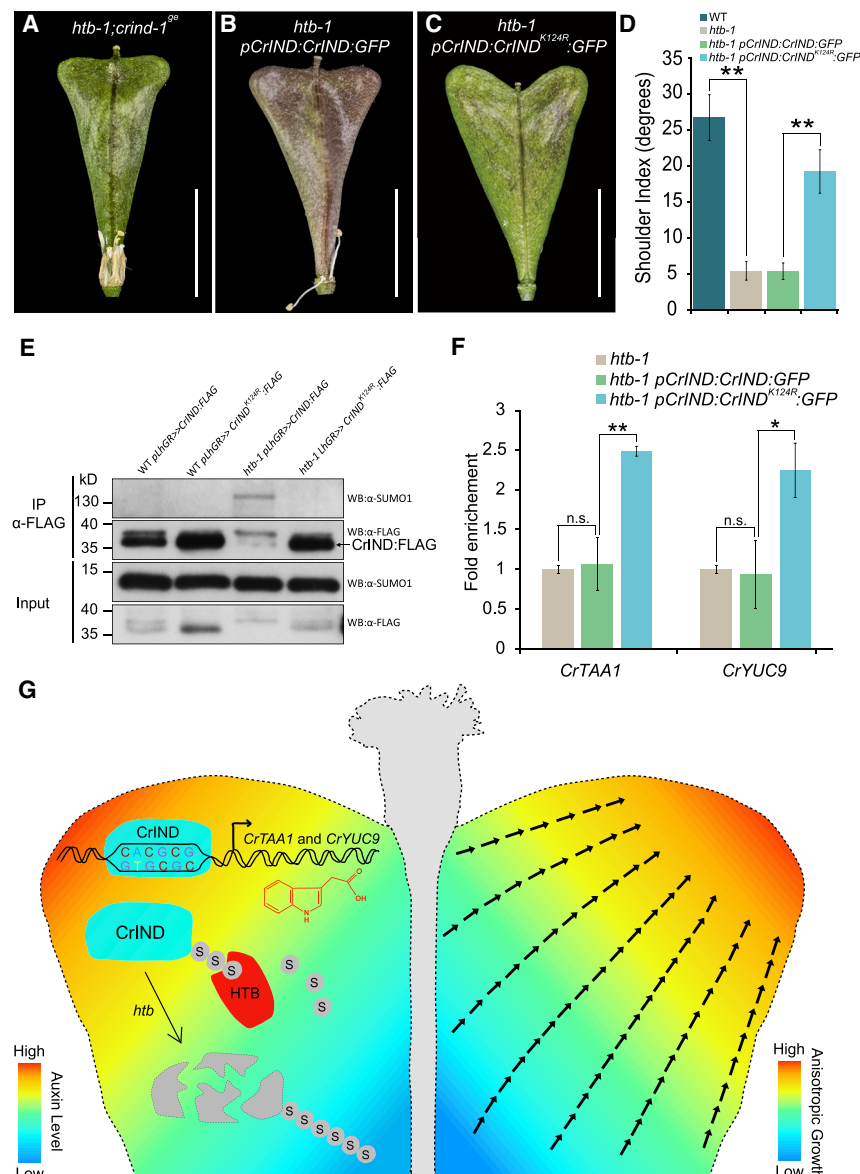 A
htb-1;crind-1ge
B
htb-1
pCrIND:CrIND:GFP
C
htb-1
pCrIND:CrINDK124R:GFP
D
WT
htb-1
htb-1 pCrIND:CrIND:GFP
htb-1 pCrIND:CrINDK124R:GFP
Shoulder Index (degrees)
35
30
25
20
15
10
5
0
**
**
E
WT pLhGR>>CrIND:FLAG
WT pLhGR>> CrINDK124R:FLAG
htb-1 pLhGR>>CrIND:FLAG
htb-1 LhGR>> CrINDK124R:FLAG
kD
IP
α-FLAG
130
WB:α-SUMO1
40
35
WB:α-FLAG
CrIND:FLAG
Input
15
WB:α-SUMO1
40
35
WB:α-FLAG
F
htb-1
htb-1 pCrIND:CrIND:GFP
htb-1 pCrIND:CrINDK124R:GFP
Fold enrichement
3
2.5
2
1.5
1
0.5
0
n.s.
**
n.s.
*
CrTAA1
CrYUC9
G
CrIND
CACGCG
GTGCGC
CrTAA1 and CrYUC9
O
OH
N
H
CrIND
S S S
HTB
S
S
S
htb
S S S S S S
High
Auxin Level
Low
High
Anisotropic Growth
Low